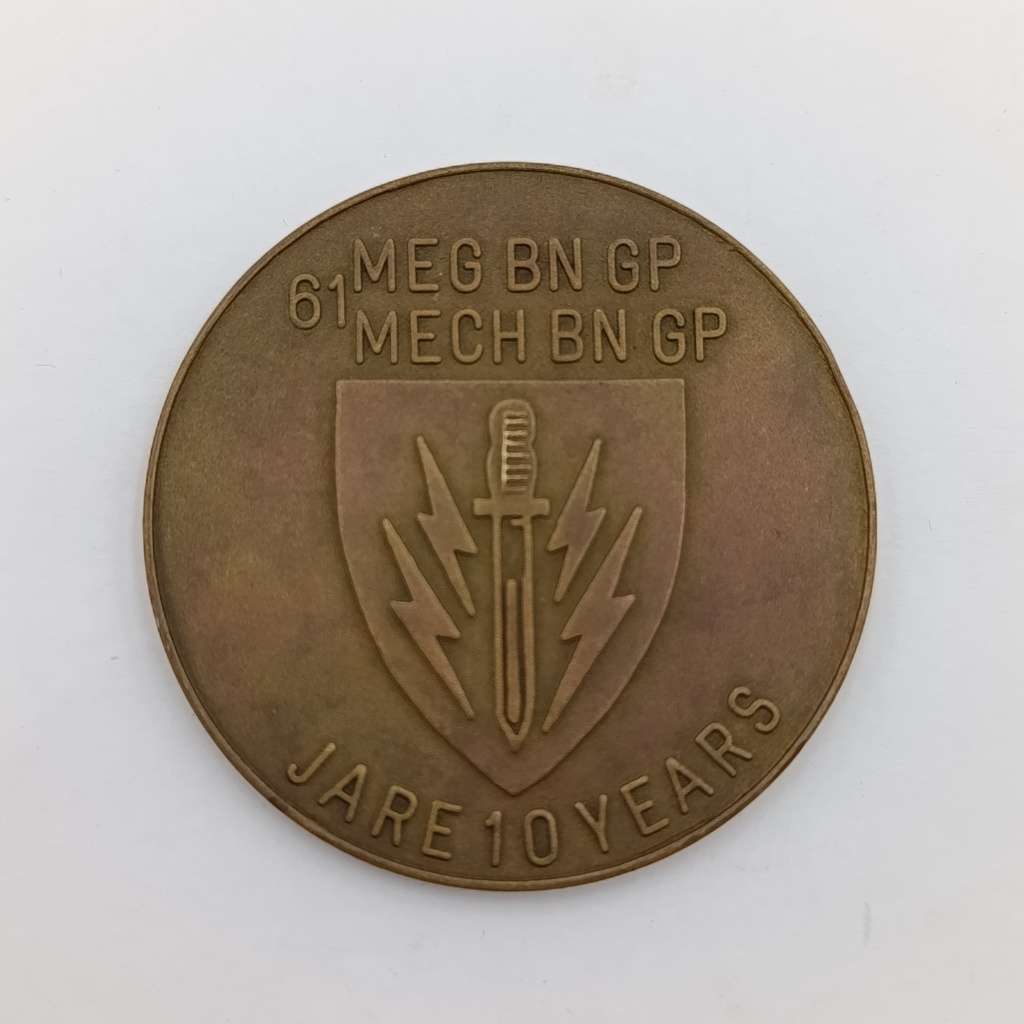 61 MEG BN GP
MECH BN GP
JARE 10 YEARS